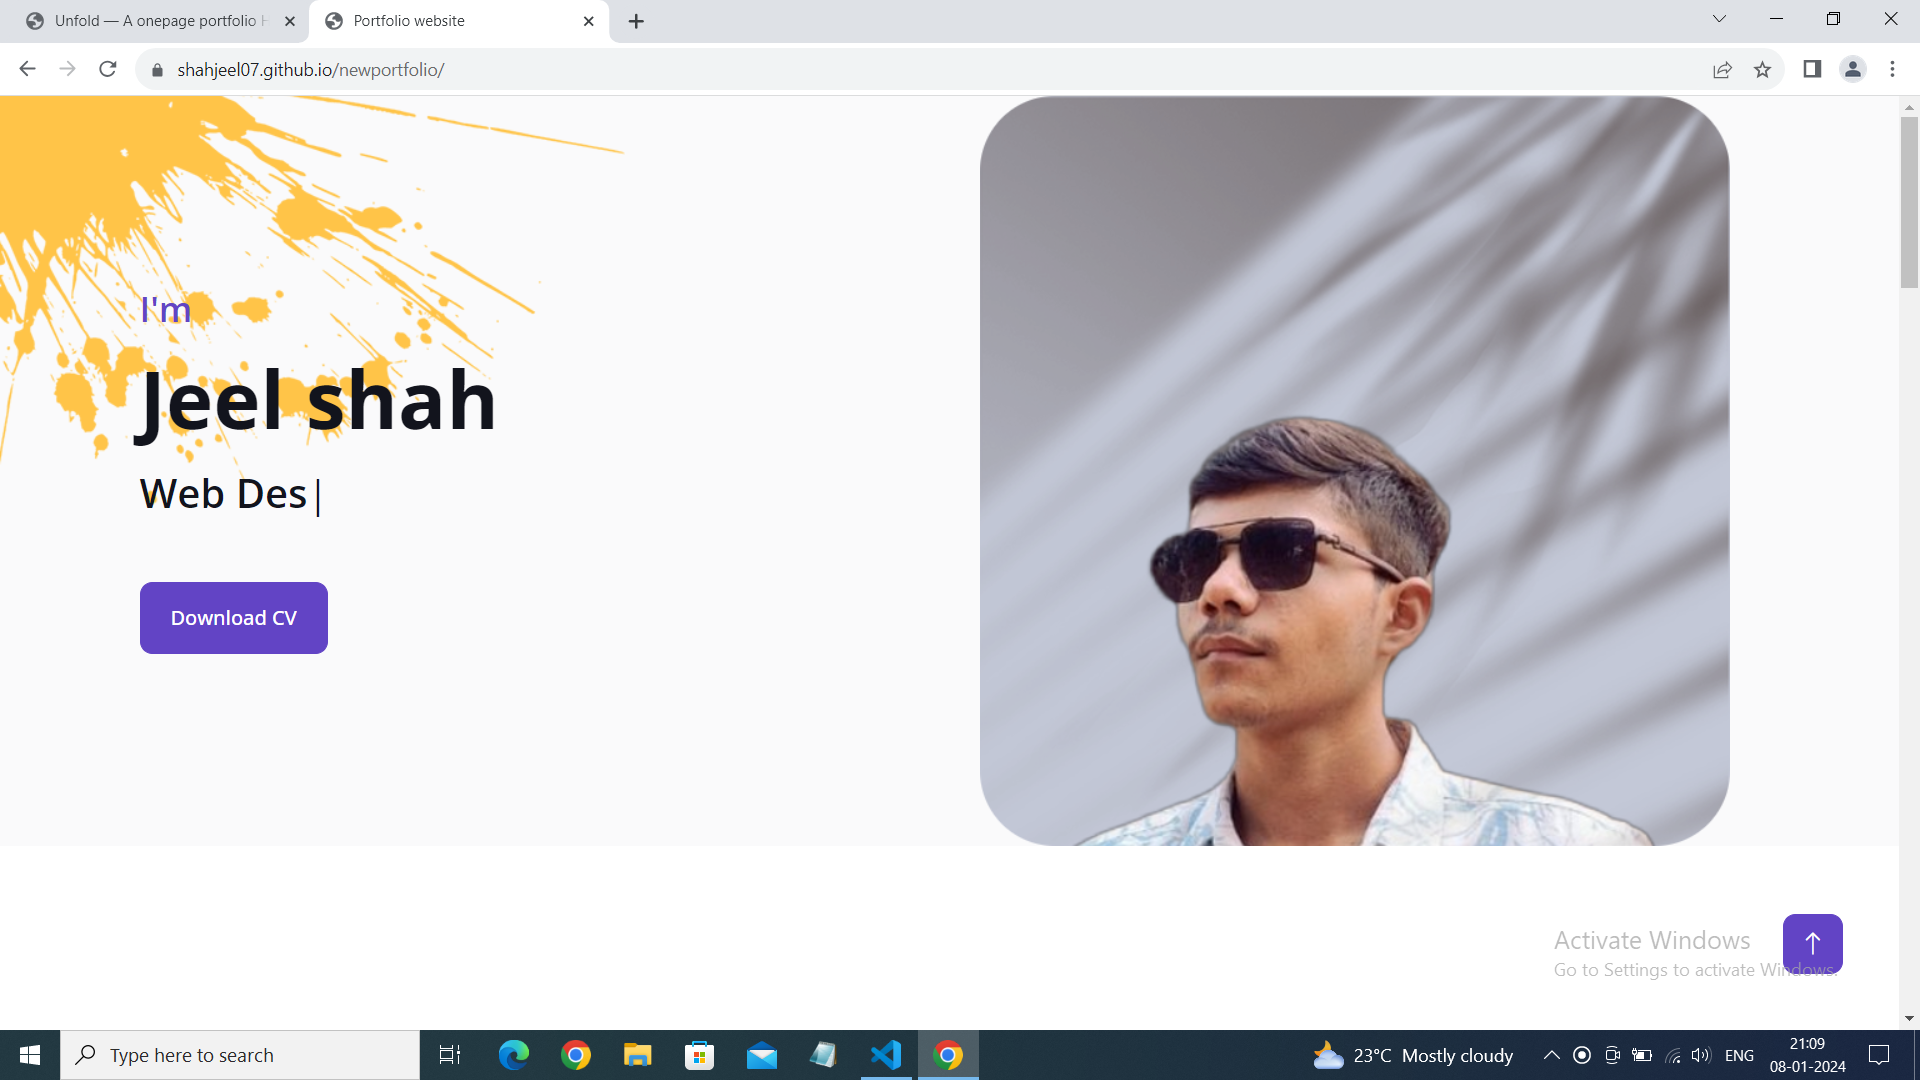 Unfold — A onepage portfolio H
Portfolio website
shahjeel07.github.io/newportfolio/
I'm
Jeel shah
Web Des|
Download CV
Activate Windows
Go to Settings to activate Windows.
Type here to search
23°C Mostly cloudy
ENG
21:09
08-01-2024